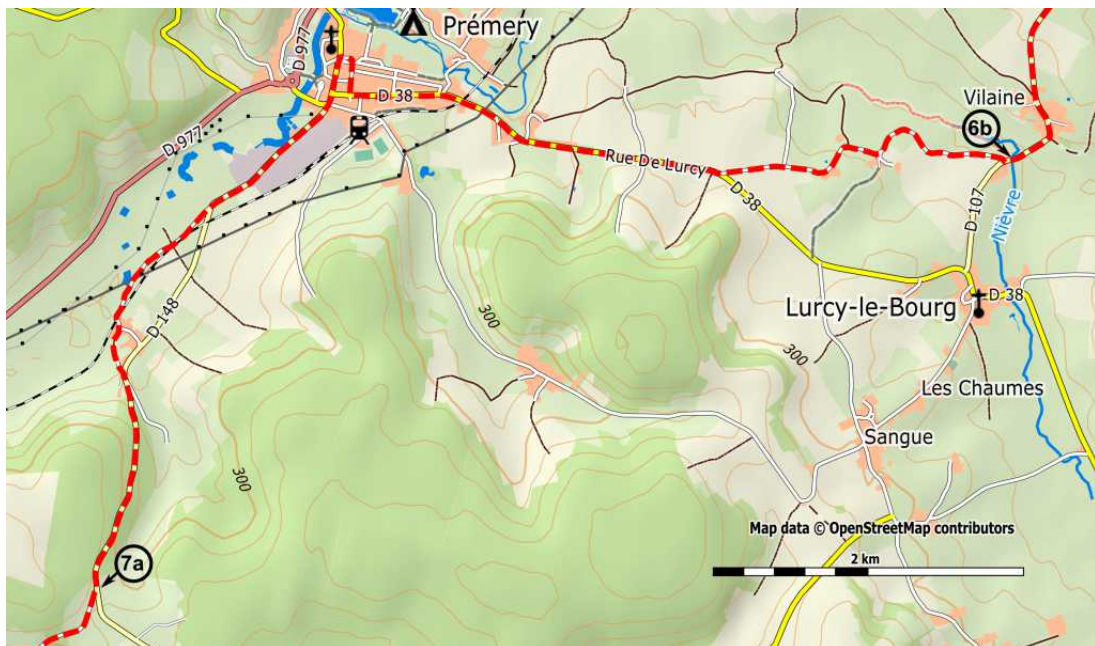 Prémery
D 977
D 38
Vilaine
6b
D 977
Rue De Lurcy
D 38
D 107
Nièvre
D 148
300
Lurcy-le-Bourg
D 38
300
Les Chaumes
Sangue
300
Map data © OpenStreetMap contributors
7a
2 km